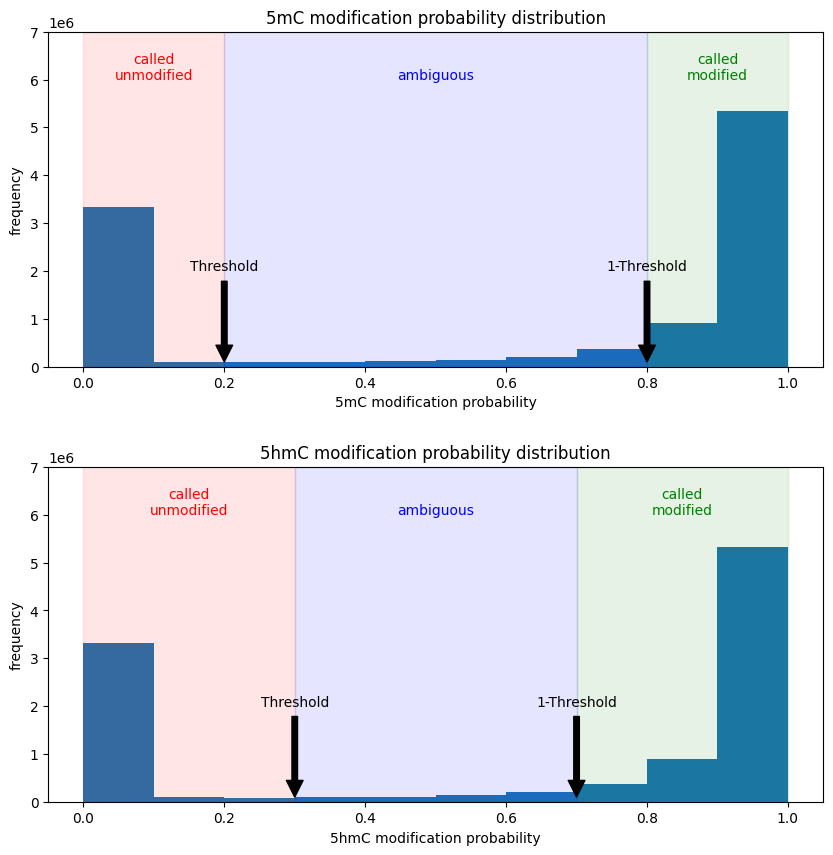 5mC modification probability distribution
1e6
7
6
5
4
3
2
1
0
frequency
called
unmodified
ambiguous
called
modified
Threshold
1-Threshold
0.0 0.2 0.4 0.6 0.8 1.0
5mC modification probability
5hmC modification probability distribution
1e6
7
6
5
4
3
2
1
0
frequency
called
unmodified
ambiguous
called
modified
Threshold
1-Threshold
0.0 0.2 0.4 0.6 0.8 1.0
5hmC modification probability